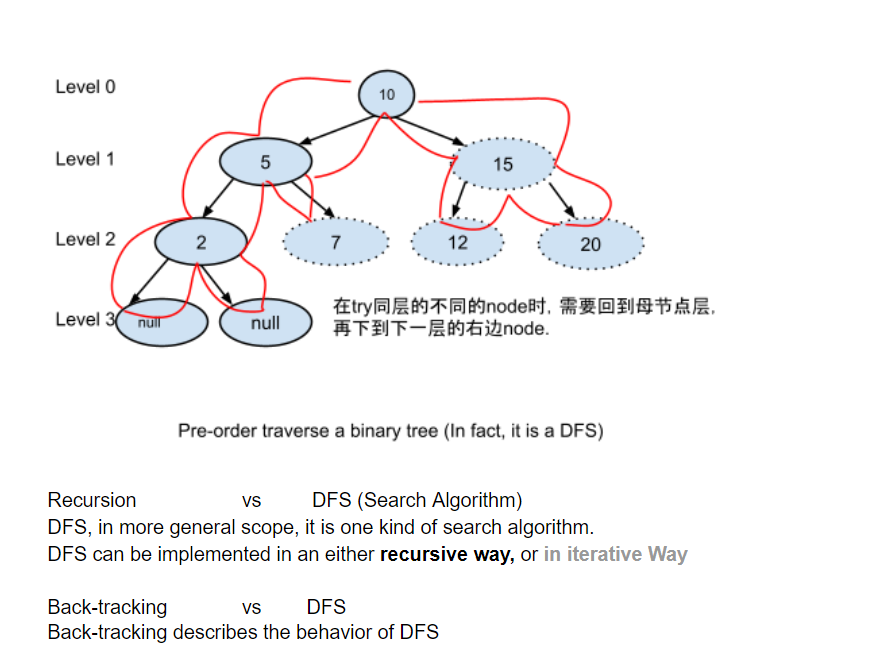 Level 0
10
Level 1
5
15
Level 2
2
7
12
20
Level 3
null
null
在try同层的不同的node时, 需要回到母节点层,
再下到下一层的右边node.
Pre-order traverse a binary tree (In fact, it is a DFS)
Recursion vs DFS (Search Algorithm)
DFS, in more general scope, it is one kind of search algorithm.
DFS can be implemented in an either recursive way, or in iterative Way
Back-tracking vs DFS
Back-tracking describes the behavior of DFS